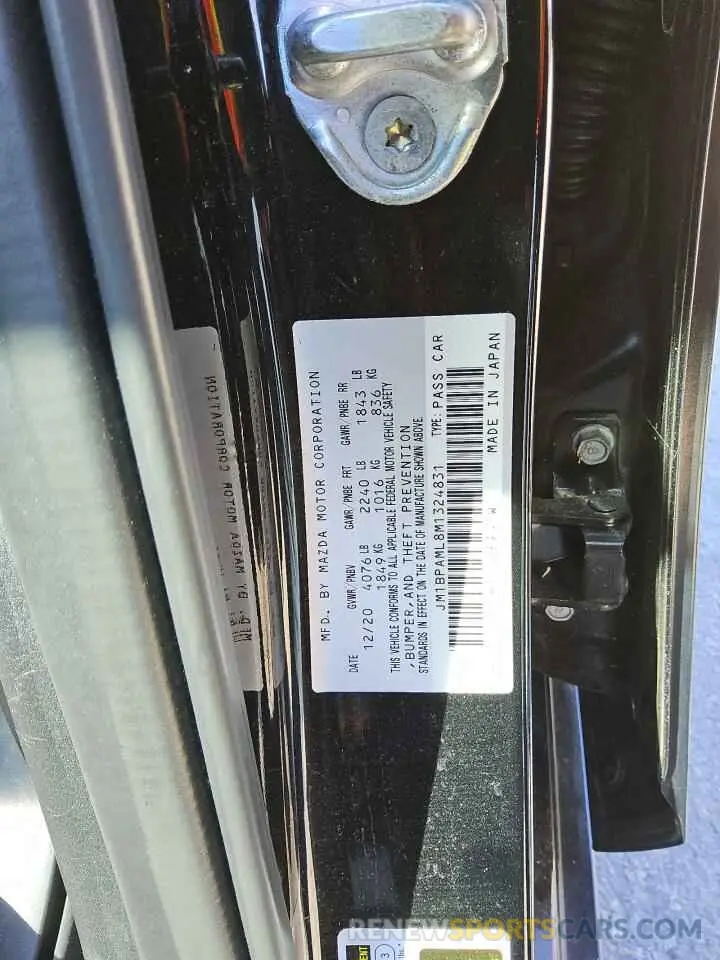 MFD. BY MAZDA MOTOR CORPORATION
DATE GVWR/PNBV GAWR/PNBE FRT GAWR/PNBE RR
12/20 4076 LB 2240 LB 1843 LB
1849 KG 1016 KG 836 KG
THIS VEHICLE CONFORMS TO ALL APPLICABLE FEDERAL MOTOR VEHICLE SAFETY
,BUMPER,AND THEFT PREVENTION
STANDARDS IN EFFECT ON THE DATE OF MANUFACTURE SHOWN ABOVE.
JM1BPAML8M1324831 TYPE: PASS CAR
MADE IN JAPAN
RENEWSPORTSCARS.COM